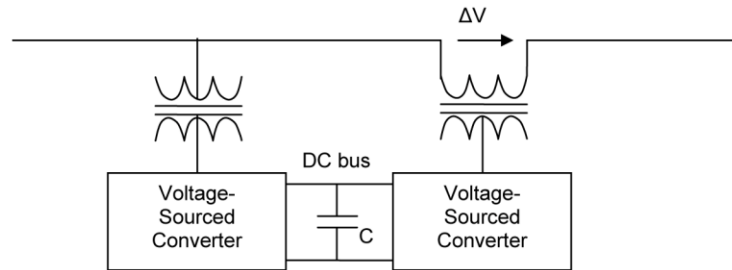 ΔV
DC bus
Voltage-
Sourced
Converter
C
Voltage-
Sourced
Converter